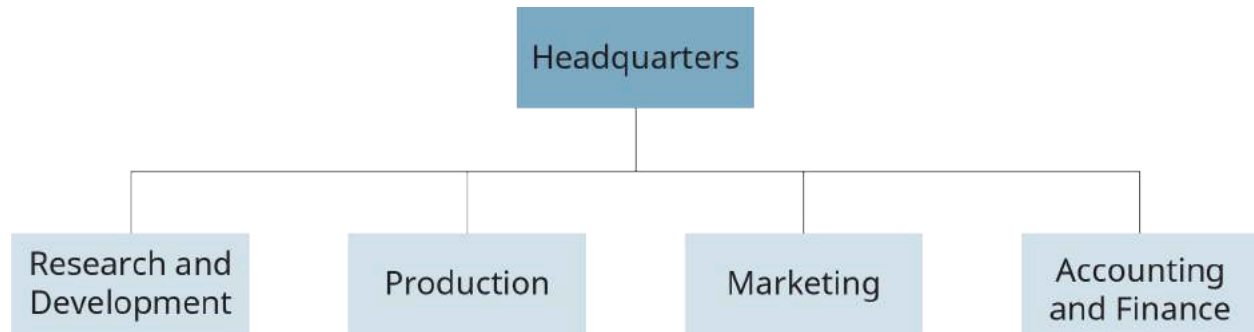 Headquarters
Research and
Development
Production
Marketing
Accounting
and Finance